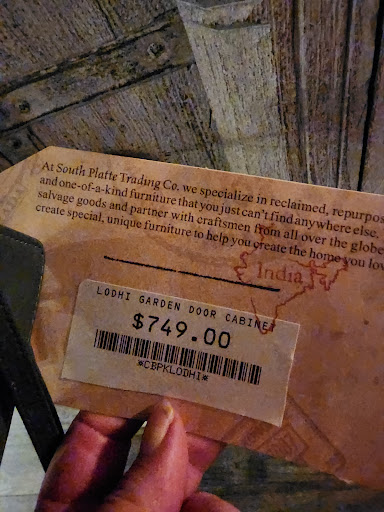 At South Platte Trading Co. we specialize in reclaimed, repurpos
and one-of-a-kind furniture that you just can't find anywhere else.
salvage goods and partner with craftsmen from all over the globe
create special, unique furniture to help you create the home you lov
India
LODHI GARDEN DOOR CABINET
$749.00
*CBPKLODHI*